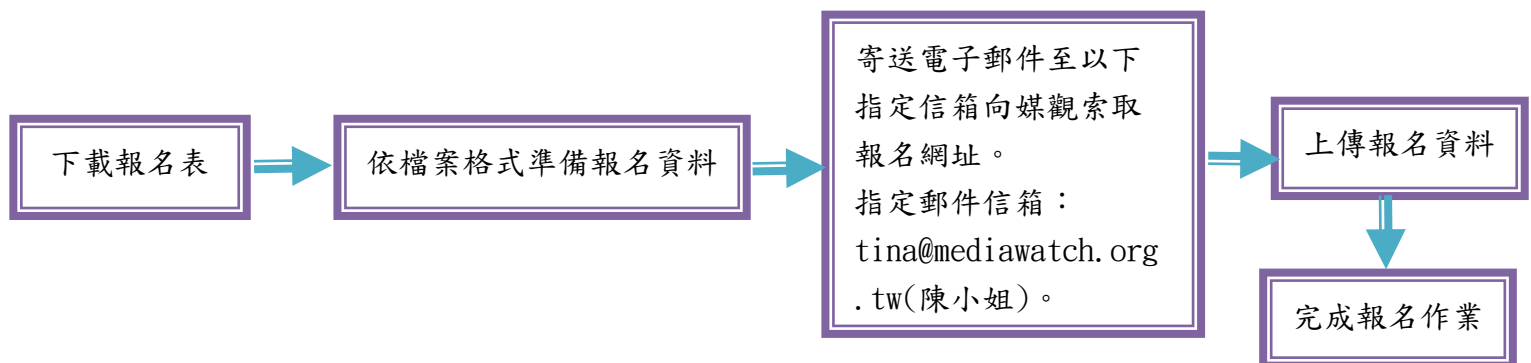 下載報名表
依檔案格式準備報名資料
寄送電子郵件至以下
指定信箱向媒觀索取
報名網址。
指定郵件信箱：
tina@mediawatch.org
.tw(陳小姐)。
上傳報名資料
完成報名作業